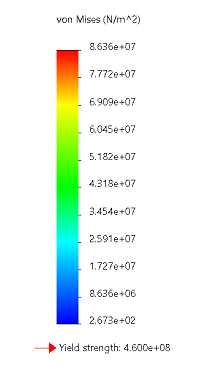 von Mises (N/m^2)
8.636e+07
7.772e+07
6.909e+07
6.045e+07
5.182e+07
4.318e+07
3.454e+07
2.591e+07
1.727e+07
8.636e+06
2.673e+02
Yield strength: 4.600e+08